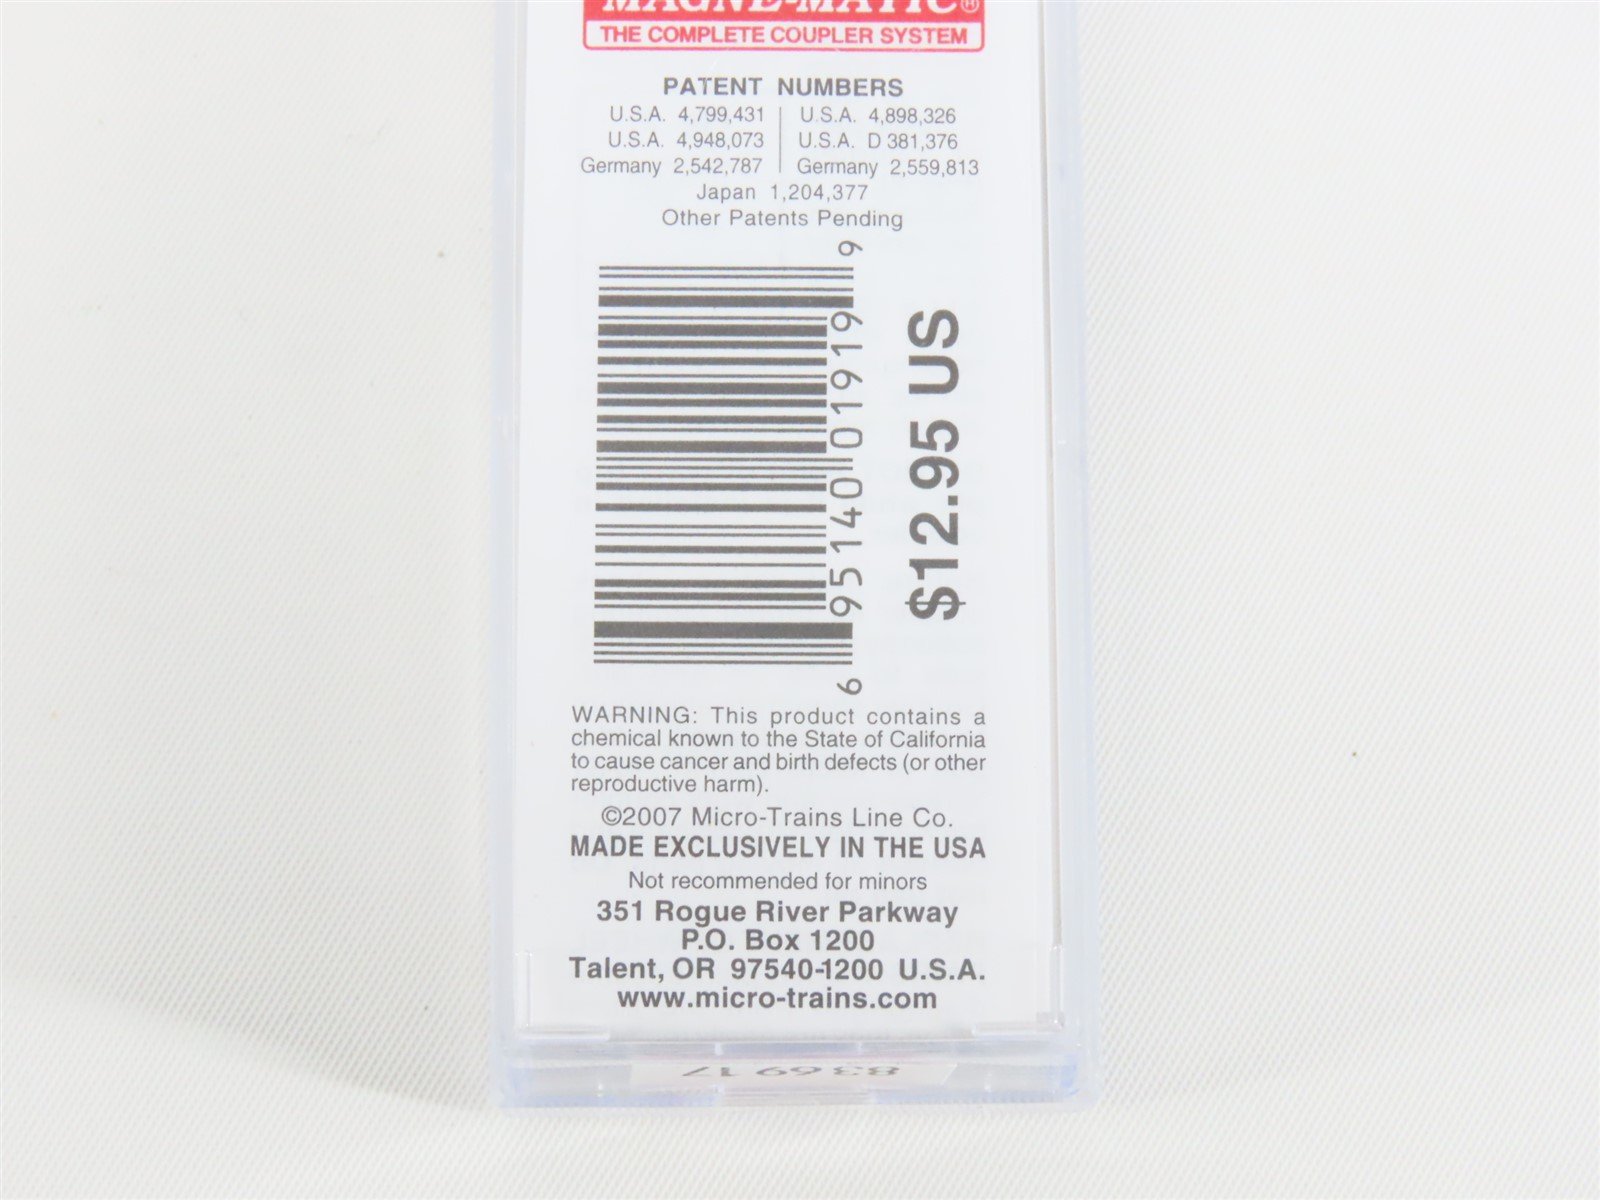 MAGNE-MATIC®
THE COMPLETE COUPLER SYSTEM
PATENT NUMBERS
U.S.A. 4,799,431 | U.S.A. 4,898,326
U.S.A. 4,948,073 | U.S.A. D 381,376
Germany 2,542,787 | Germany 2,559,813
Japan 1,204,377
Other Patents Pending
6 95140 01919 9
$12.95 US
WARNING: This product contains a
chemical known to the State of California
to cause cancer and birth defects (or other
reproductive harm).
©2007 Micro-Trains Line Co.
MADE EXCLUSIVELY IN THE USA
Not recommended for minors
351 Rogue River Parkway
P.O. Box 1200
Talent, OR 97540-1200 U.S.A.
www.micro-trains.com